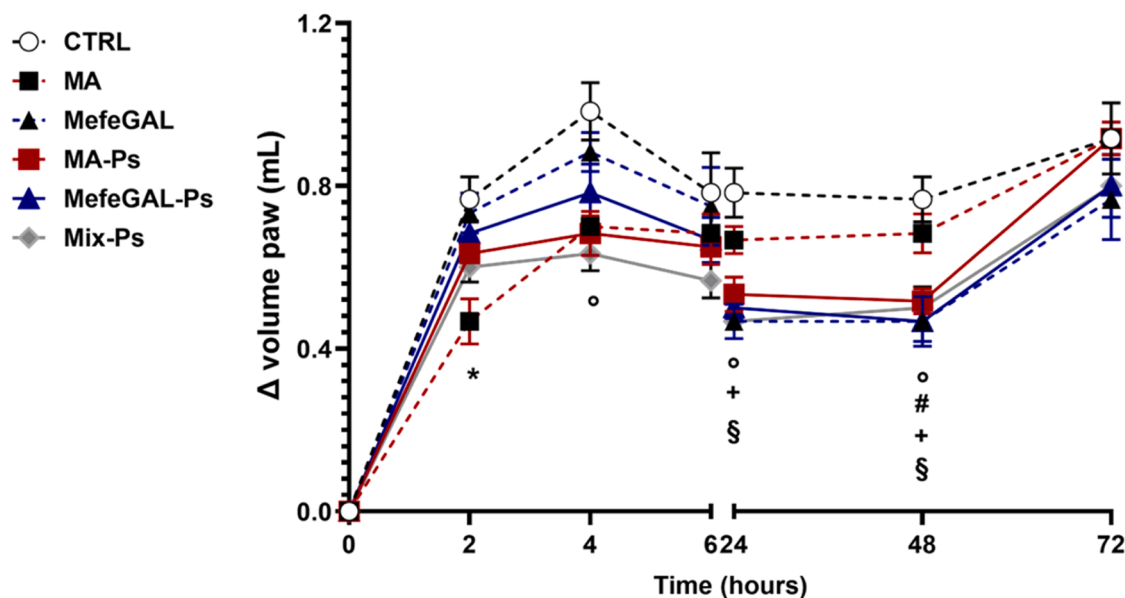 CTRL
MA
MefeGAL
MA-Ps
MefeGAL-Ps
Mix-Ps
Δ volume paw (mL)
1.2
0.8
0.4
0.0
*
°
°
+
§
°
#
+
§
0 2 4 6 24 48 72
Time (hours)